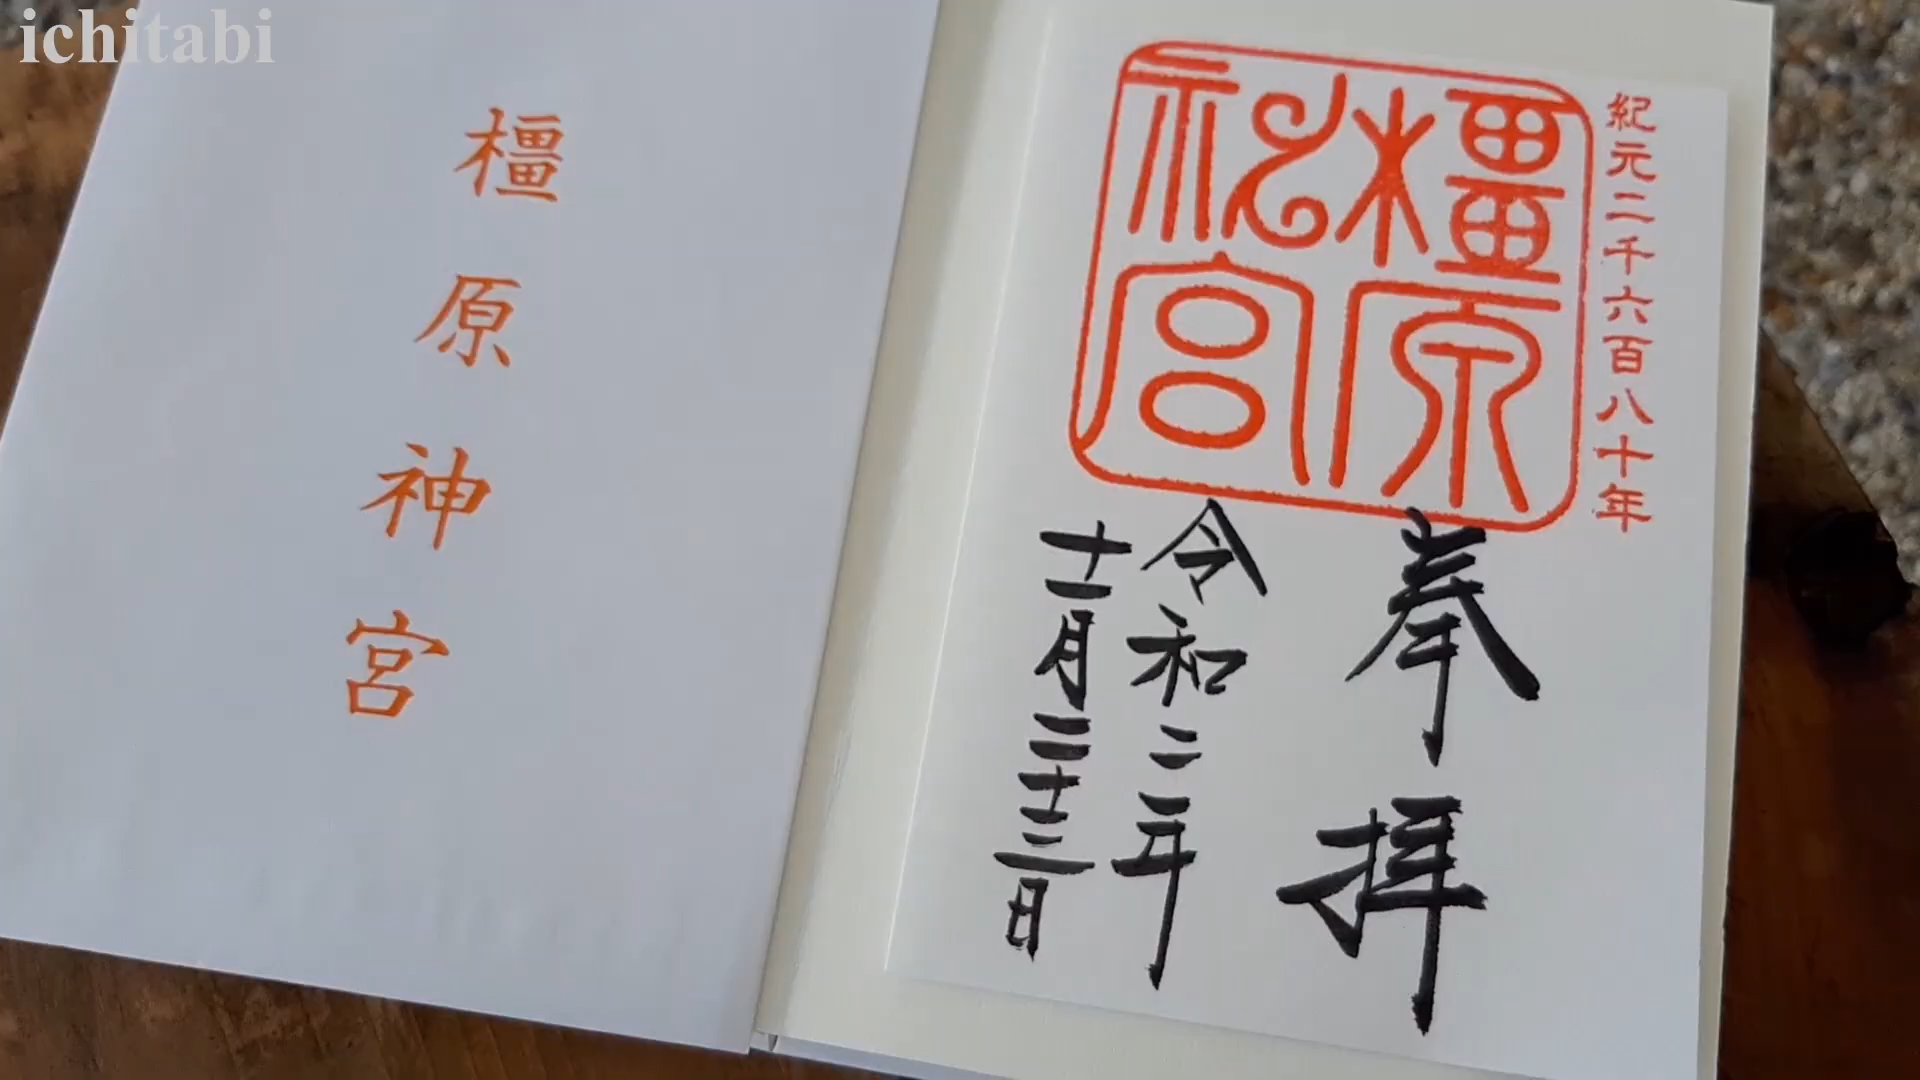 ichitabi
橿原神宮
紀元二千六百八十年
橿原神宮
奉拝
令和二年
十一月二十三日